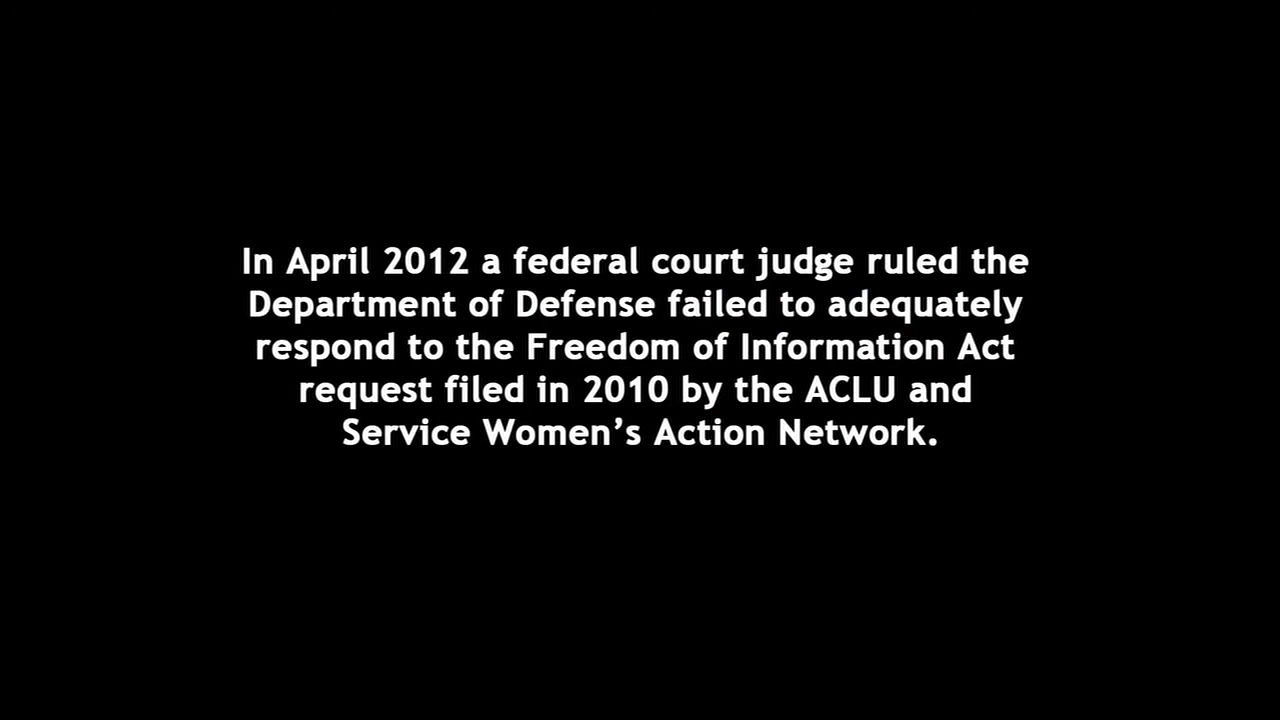 In April 2012 a federal court judge ruled the
Department of Defense failed to adequately
respond to the Freedom of Information Act
request filed in 2010 by the ACLU and
Service Women’s Action Network.